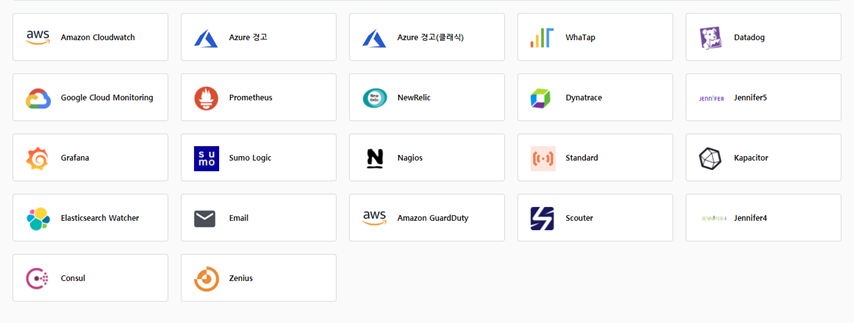 aws Amazon Cloudwatch
Azure 경고
Azure 경고(클래식)
WhaTap
Datadog
Google Cloud Monitoring
Prometheus
New Relic NewRelic
Dynatrace
JENNIFER Jennifer5
Grafana
sumo Sumo Logic
N Nagios
Standard
Kapacitor
Elasticsearch Watcher
Email
aws Amazon GuardDuty
Scouter
Jennifer4
Consul
Zenius